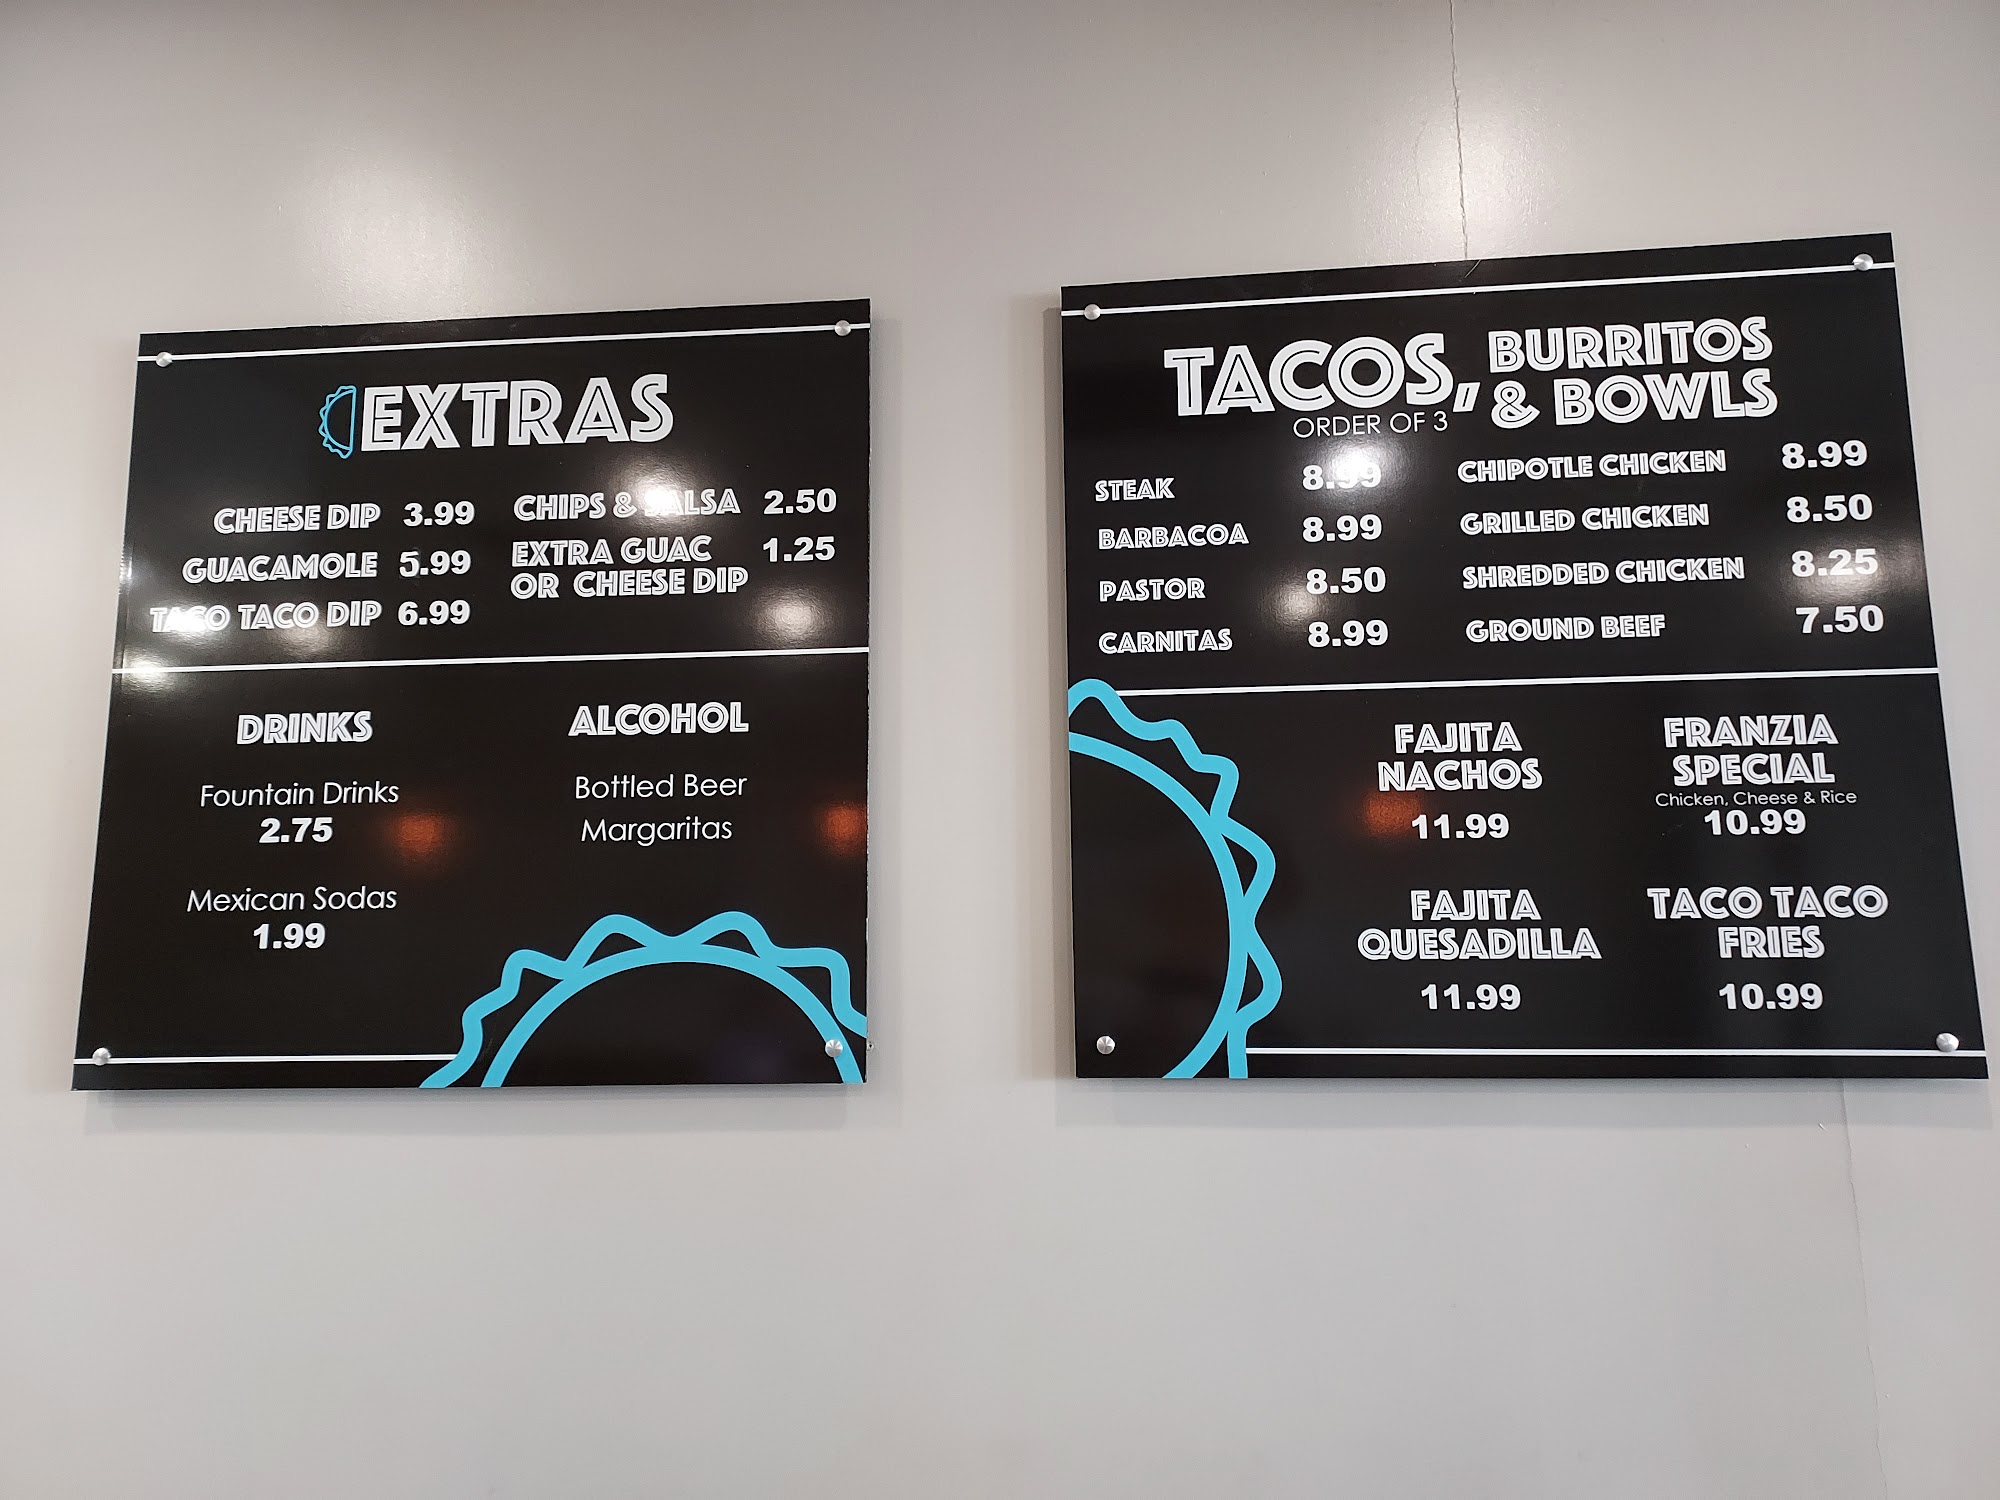 EXTRAS
CHEESE DIP 3.99
GUACAMOLE 5.99
TACO TACO DIP 6.99
CHIPS & SALSA 2.50
EXTRA GUAC 1.25
OR CHEESE DIP
DRINKS
Fountain Drinks
2.75
Mexican Sodas
1.99
ALCOHOL
Bottled Beer
Margaritas
TACOS, BURRITOS
& BOWLS
ORDER OF 3
STEAK 8.99
BARBACOA 8.99
PASTOR 8.50
CARNITAS 8.99
CHIPOTLE CHICKEN 8.99
GRILLED CHICKEN 8.50
SHREDDED CHICKEN 8.25
GROUND BEEF 7.50
FAJITA
NACHOS
11.99
FRANZIA
SPECIAL
Chicken, Cheese & Rice
10.99
FAJITA
QUESADILLA
11.99
TACO TACO
FRIES
10.99